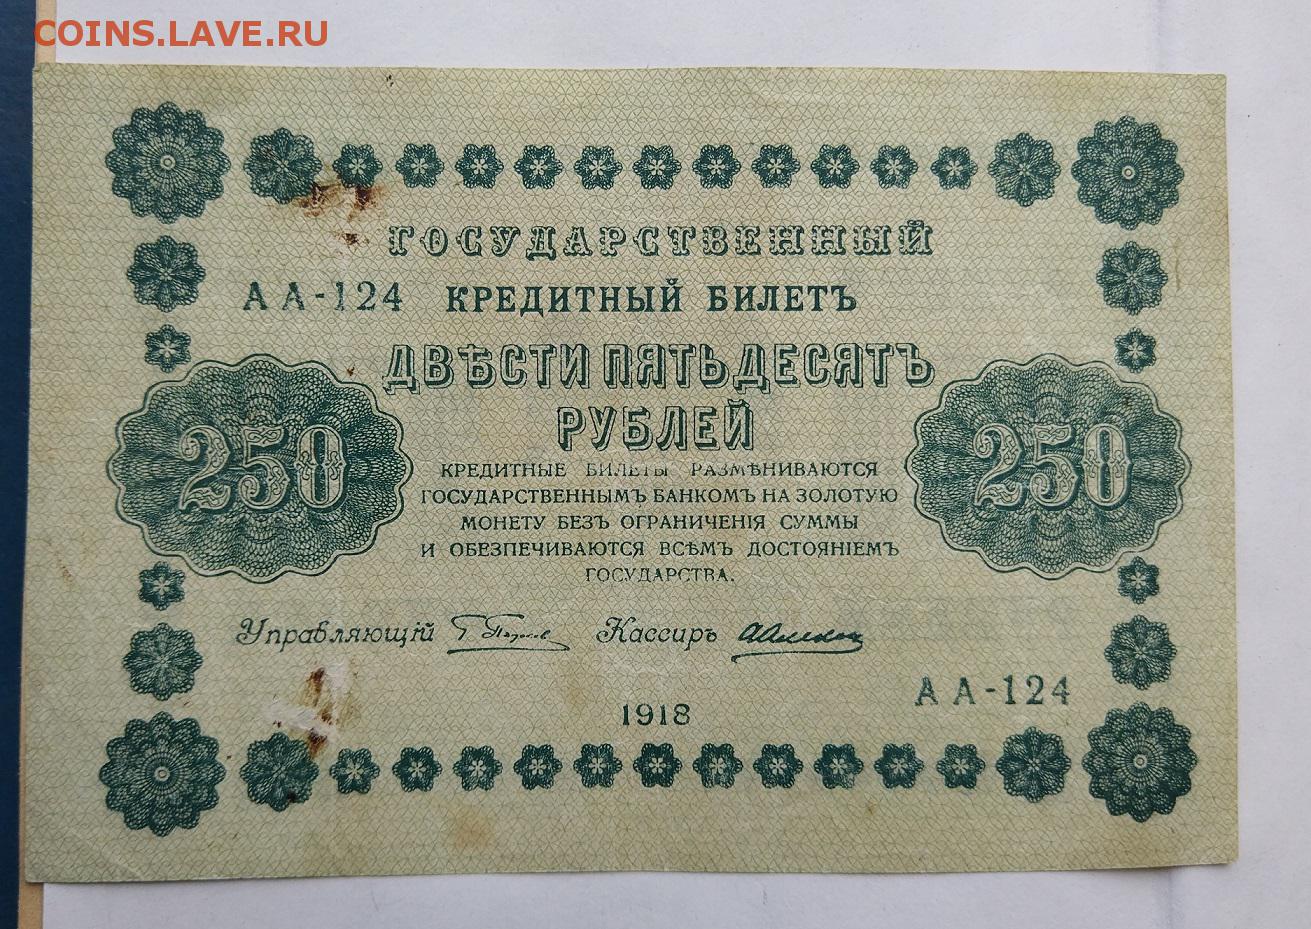 COINS.LAVE.RU
ГОСУДАРСТВЕННЫЙ
АА-124 КРЕДИТНЫЙ БИЛЕТЪ
ДВѢСТИ ПЯТЬДЕСЯТЪ
РУБЛЕЙ
250 250
КРЕДИТНЫЕ БИЛЕТЫ РАЗМѢНИВАЮТСЯ
ГОСУДАРСТВЕННЫМЪ БАНКОМЪ НА ЗОЛОТУЮ
МОНЕТУ БЕЗЪ ОГРАНИЧЕНІЯ СУММЫ
И ОБЕЗПЕЧИВАЮТСЯ ВСѢМЪ ДОСТОЯНІЕМЪ
ГОСУДАРСТВА.
Управляющій Кассиръ
АА-124
1918